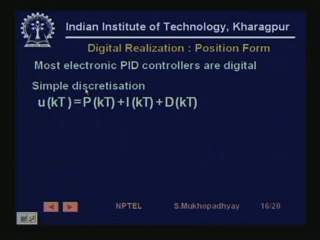 Indian Institute of Technology, Kharagpur
Digital Realization : Position Form
Most electronic PID controllers are digital
Simple discretisation
u(kT) = P(kT) + I(kT) + D(kT)
NPTEL S.Mukhopadhyay 16/20